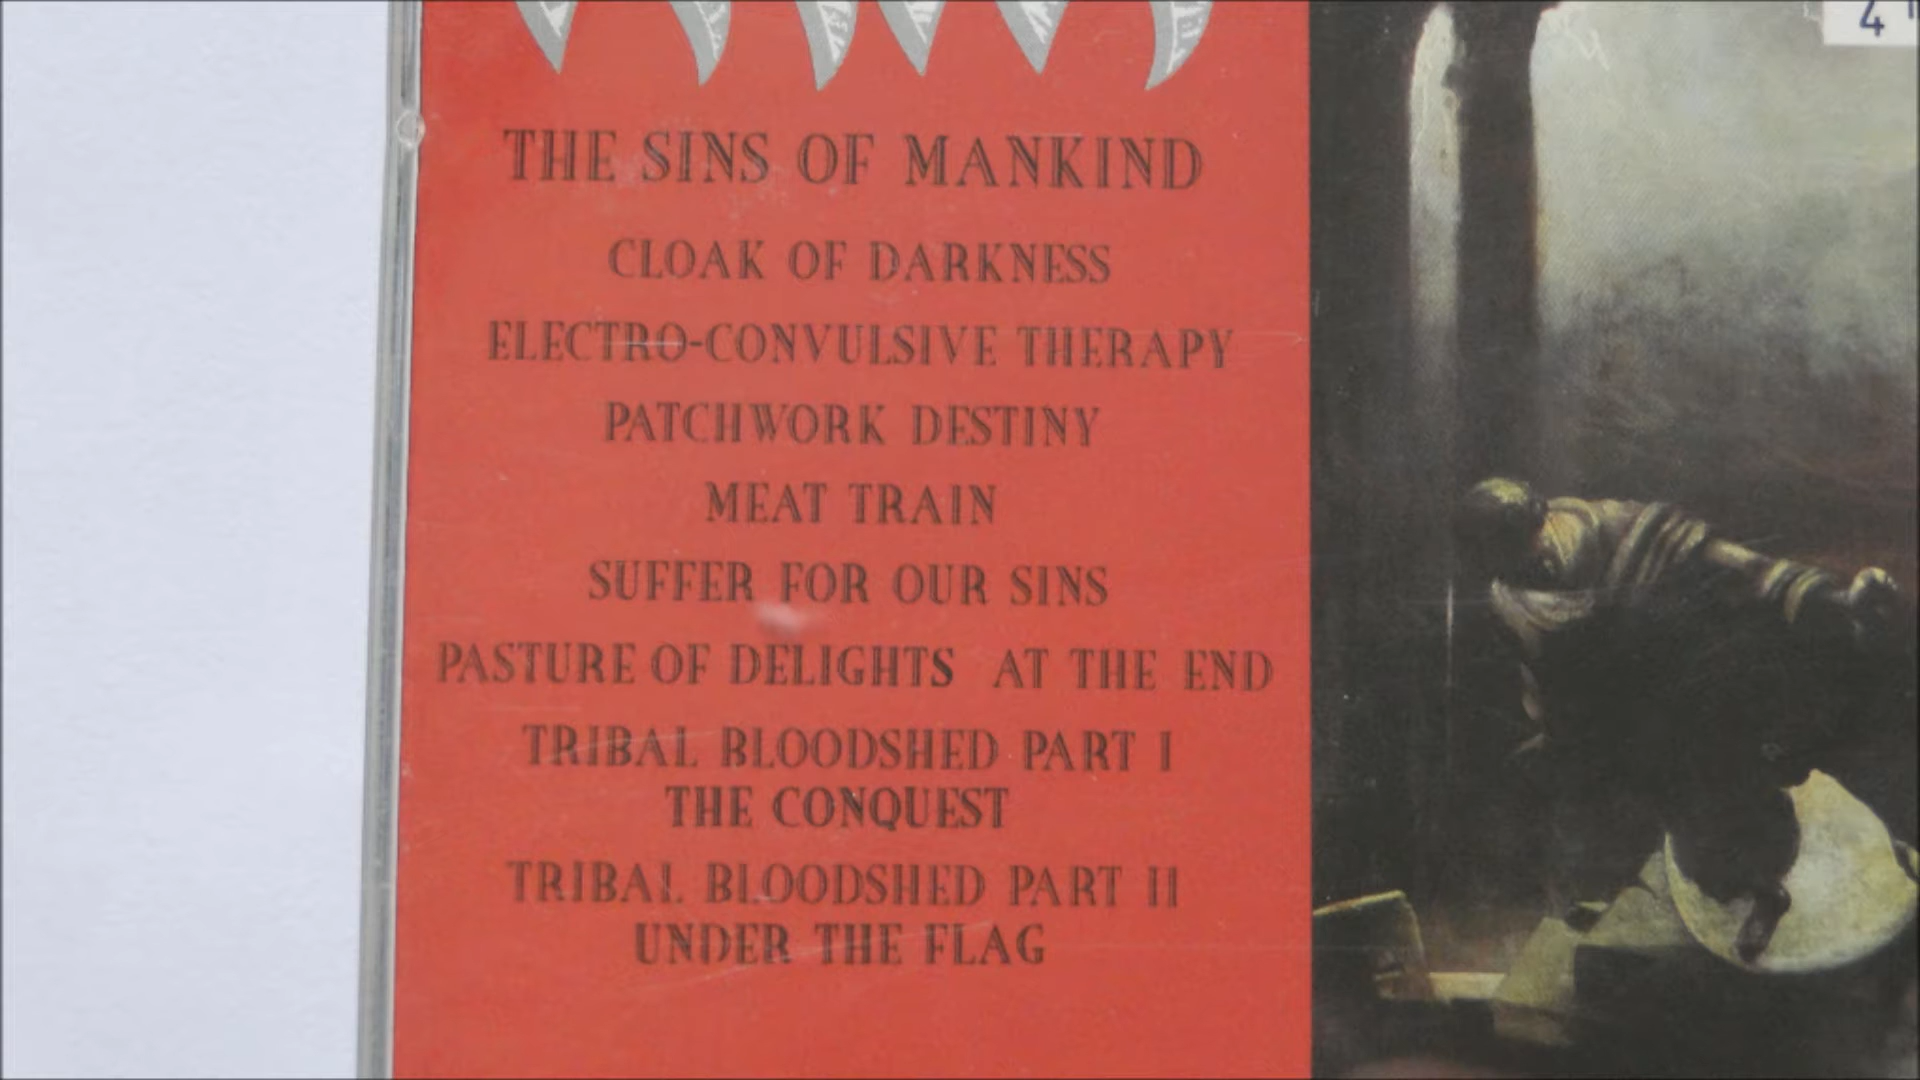 4
THE SINS OF MANKIND
CLOAK OF DARKNESS
ELECTRO-CONVULSIVE THERAPY
PATCHWORK DESTINY
MEAT TRAIN
SUFFER FOR OUR SINS
PASTURE OF DELIGHTS AT THE END
TRIBAL BLOODSHED PART I
THE CONQUEST
TRIBAL BLOODSHED PART II
UNDER THE FLAG